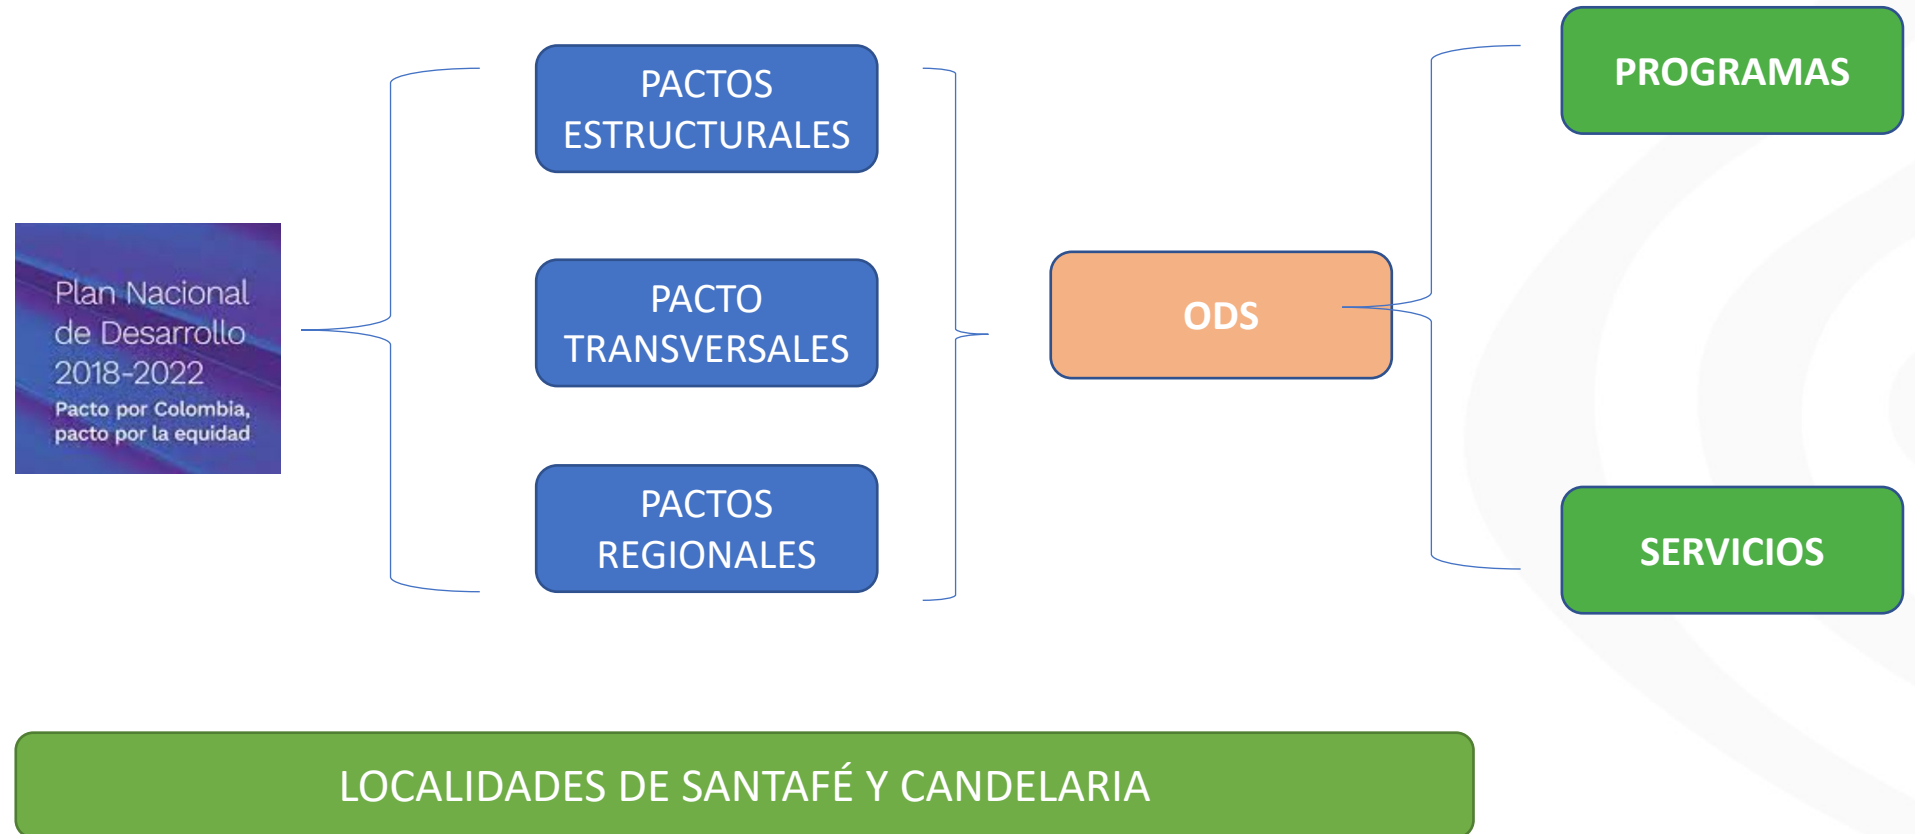 Plan Nacional
de Desarrollo
2018-2022
Pacto por Colombia,
pacto por la equidad
PACTOS
ESTRUCTURALES
PACTO
TRANSVERSALES
PACTOS
REGIONALES
ODS
PROGRAMAS
SERVICIOS
LOCALIDADES DE SANTAFÉ Y CANDELARIA